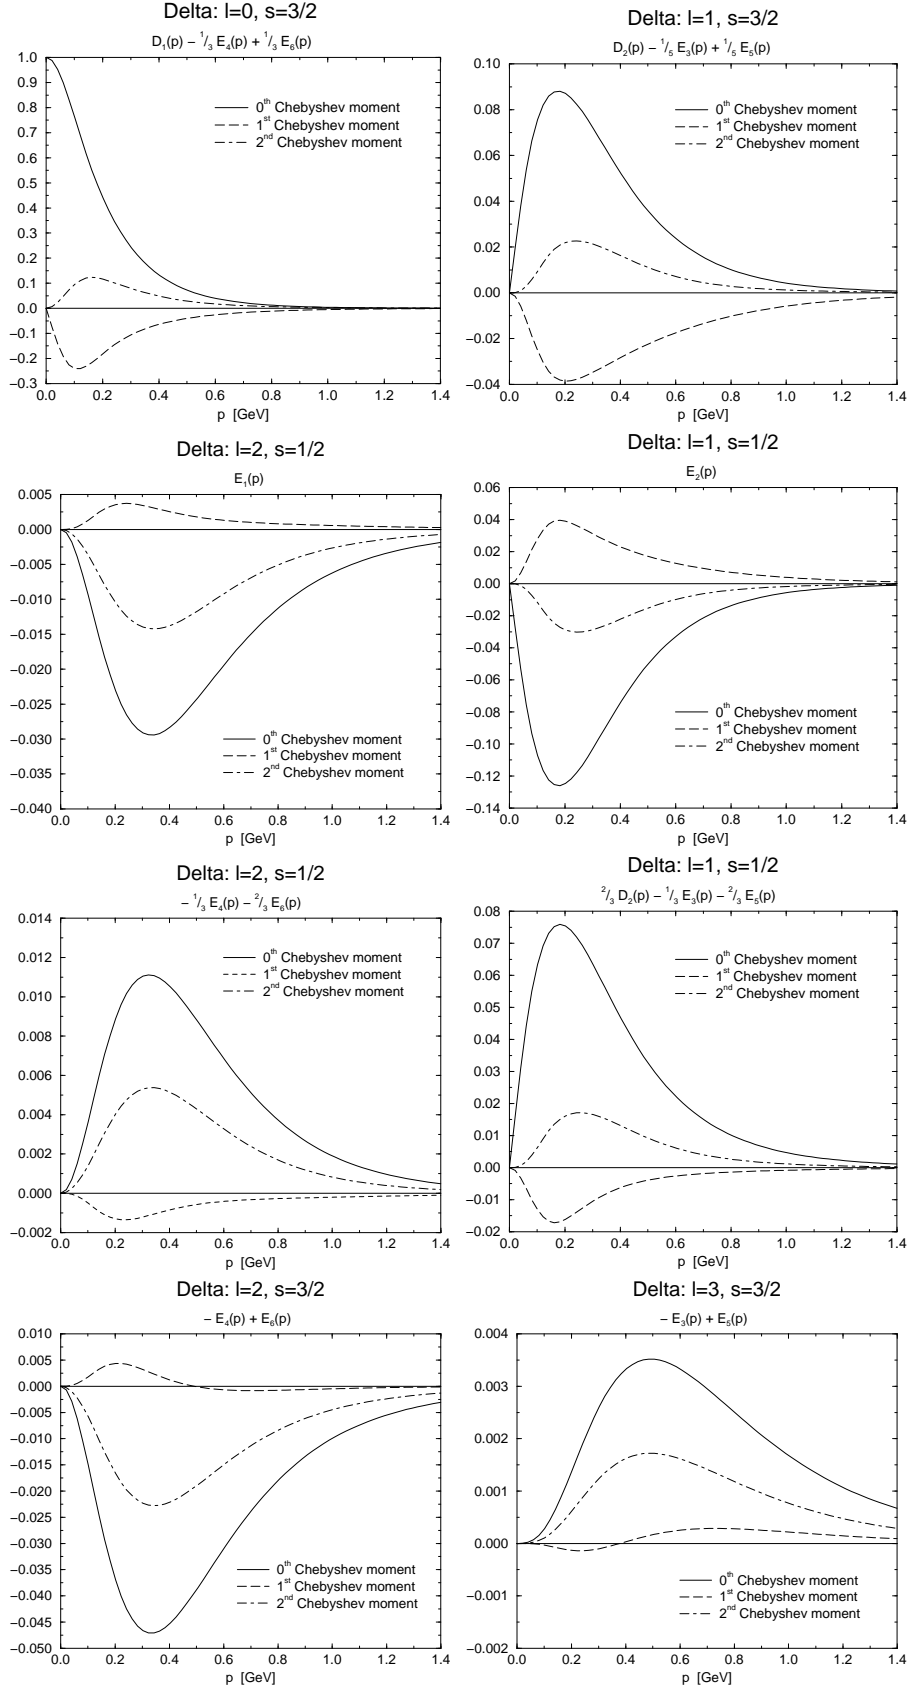 Delta: l=0, s=3/2
D1(p) – 1/3 E4(p) + 1/3 E6(p)
1.0
0.9
0.8
0.7
0.6
0.5
0.4
0.3
0.2
0.1
0.0
–0.1
–0.2
–0.3
0th Chebyshev moment
1st Chebyshev moment
2nd Chebyshev moment
0.0 0.2 0.4 0.6 0.8 1.0 1.2 1.4
p [GeV]
Delta: l=1, s=3/2
D2(p) – 1/5 E3(p) + 1/5 E5(p)
0.10
0.08
0.06
0.04
0.02
0.00
–0.02
–0.04
0th Chebyshev moment
1st Chebyshev moment
2nd Chebyshev moment
0.0 0.2 0.4 0.6 0.8 1.0 1.2 1.4
p [GeV]
Delta: l=2, s=1/2
E1(p)
0.005
0.000
–0.005
–0.010
–0.015
–0.020
–0.025
–0.030
–0.035
–0.040
0th Chebyshev moment
1st Chebyshev moment
2nd Chebyshev moment
0.0 0.2 0.4 0.6 0.8 1.0 1.2 1.4
p [GeV]
Delta: l=1, s=1/2
E2(p)
0.06
0.04
0.02
0.00
–0.02
–0.04
–0.06
–0.08
–0.10
–0.12
–0.14
0th Chebyshev moment
1st Chebyshev moment
2nd Chebyshev moment
0.0 0.2 0.4 0.6 0.8 1.0 1.2 1.4
p [GeV]
Delta: l=2, s=1/2
– 1/3 E4(p) – 2/3 E6(p)
0.014
0.012
0.010
0.008
0.006
0.004
0.002
0.000
–0.002
0th Chebyshev moment
1st Chebyshev moment
2nd Chebyshev moment
0.0 0.2 0.4 0.6 0.8 1.0 1.2 1.4
p [GeV]
Delta: l=1, s=1/2
2/3 D2(p) – 1/3 E3(p) – 2/3 E5(p)
0.08
0.07
0.06
0.05
0.04
0.03
0.02
0.01
0.00
–0.01
–0.02
0th Chebyshev moment
1st Chebyshev moment
2nd Chebyshev moment
0.0 0.2 0.4 0.6 0.8 1.0 1.2 1.4
p [GeV]
Delta: l=2, s=3/2
– E4(p) + E6(p)
0.010
0.005
0.000
–0.005
–0.010
–0.015
–0.020
–0.025
–0.030
–0.035
–0.040
–0.045
–0.050
0th Chebyshev moment
1st Chebyshev moment
2nd Chebyshev moment
0.0 0.2 0.4 0.6 0.8 1.0 1.2 1.4
p [GeV]
Delta: l=3, s=3/2
– E3(p) + E5(p)
0.004
0.003
0.002
0.001
0.000
–0.001
–0.002
0th Chebyshev moment
1st Chebyshev moment
2nd Chebyshev moment
0.0 0.2 0.4 0.6 0.8 1.0 1.2 1.4
p [GeV]